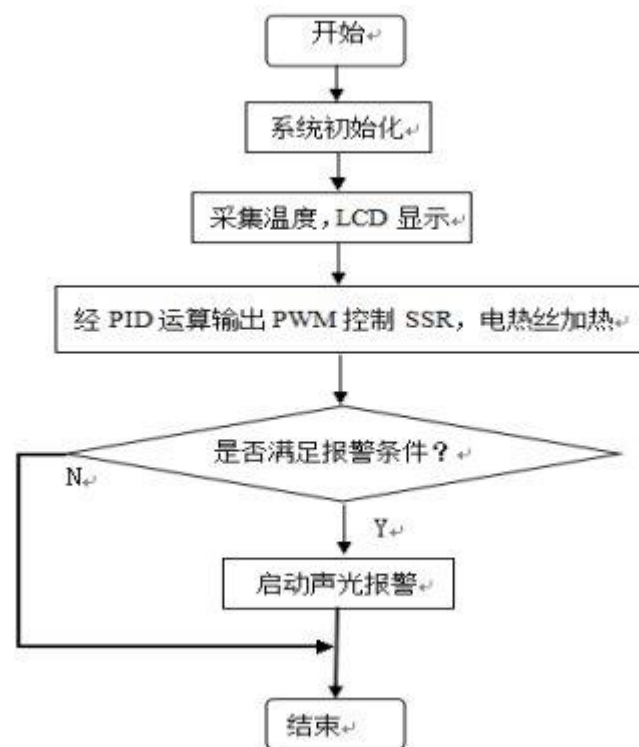 开始
系统初始化
采集温度，LCD 显示
经 PID 运算输出 PWM 控制 SSR，电热丝加热
是否满足报警条件？
N
Y
启动声光报警
结束